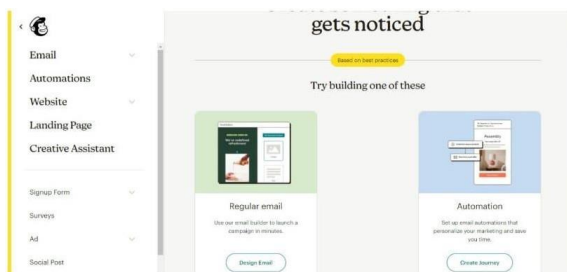 Email
Automations
Website
Landing Page
Creative Assistant
Signup Form
Surveys
Ad
Social Post
gets noticed
Based on best practices
Try building one of these
Regular email
Use our email builder to launch a
campaign in minutes.
Design Email
Automation
Set up email automations that
personalize your marketing and save
you time.
Create Journey